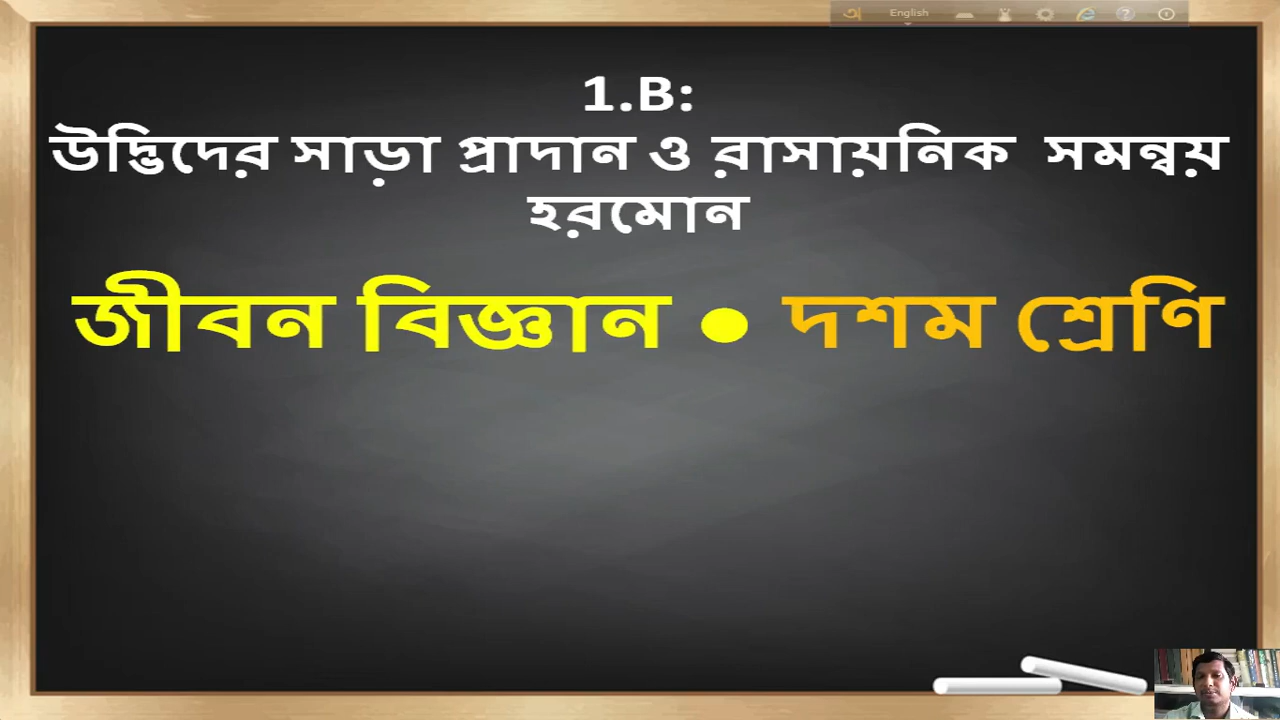 অ English
1.B:
উদ্ভিদের সাড়া প্রাদান ও রাসায়নিক সমন্বয়
হরমোন
জীবন বিজ্ঞান ● দশম শ্রেণি